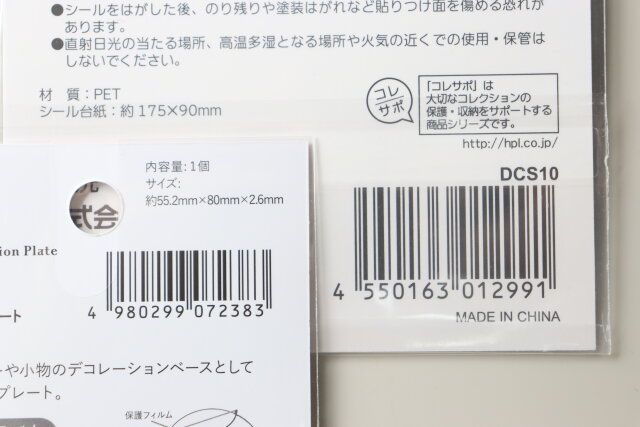 ●シールをはがした後、のり残りや塗装はがれなど貼りつけ面を傷める恐れが
あります。
●直射日光の当たる場所、高温多湿となる場所や火気の近くでの使用・保管は
しないでください。
材 質：PET
シール台紙：約175×90mm
コレ
サポ
「コレサポ」は
大切なコレクションの
保護・収納をサポートする
商品シリーズです。
http://hpl.co.jp/
DCS10
4 550163 012991
MADE IN CHINA
内容量：1個
サイズ：
約55.2mm×80mm×2.6mm
式会
ion Plate
4 980299 072383
ート
や小物のデコレーションベースとして
プレート。
保護フィルム